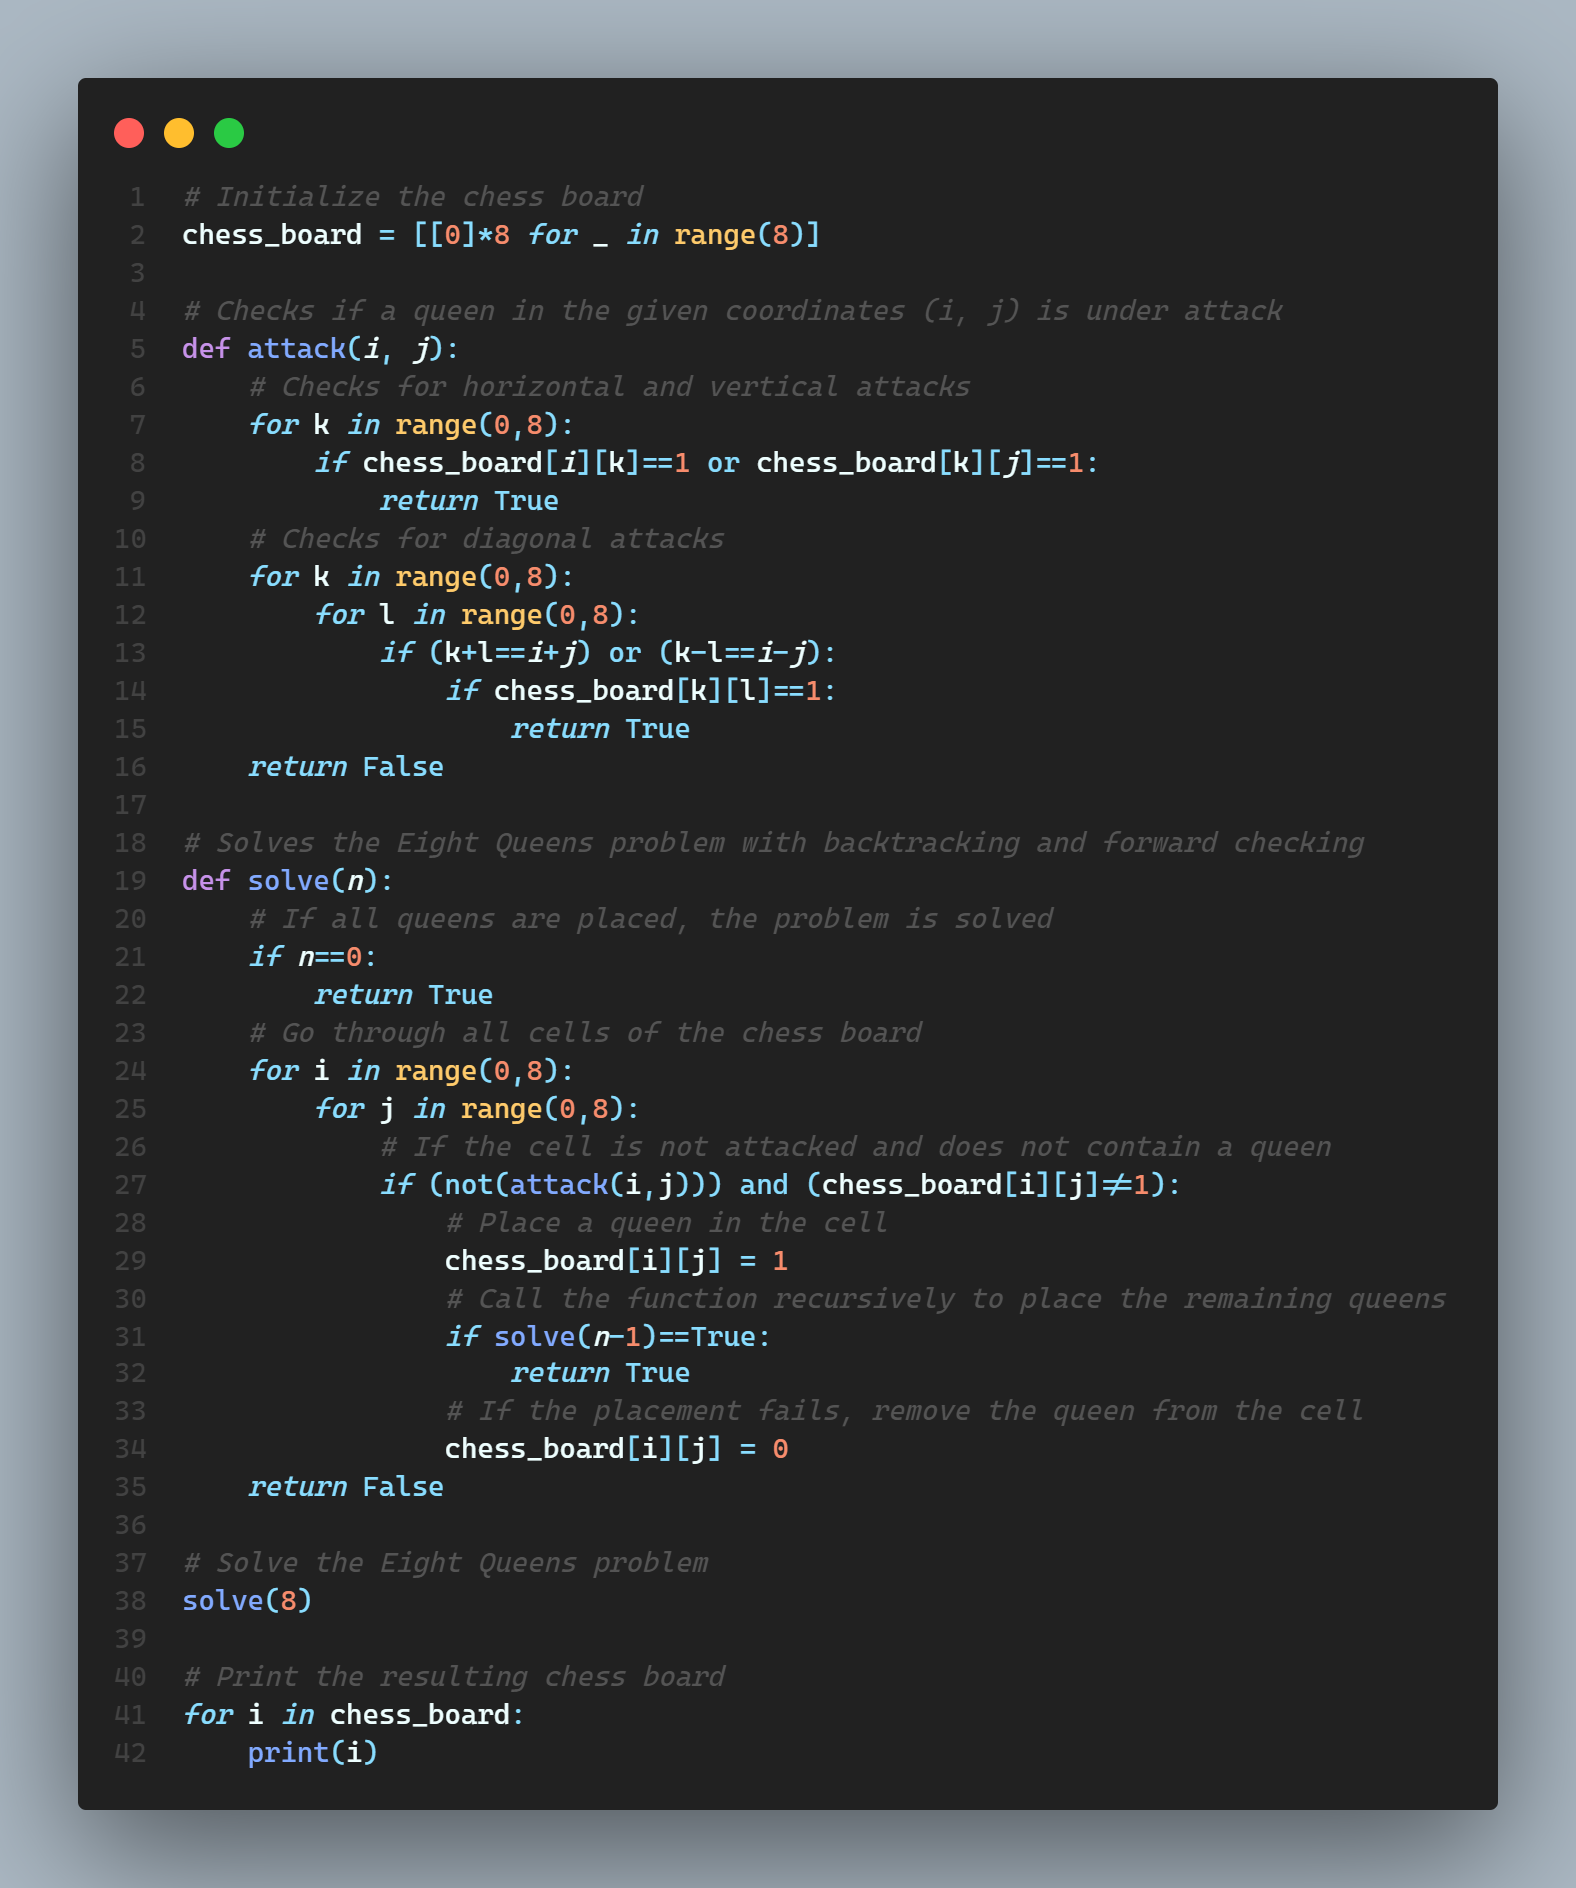 1 # Initialize the chess board
2 chess_board = [[0]*8 for _ in range(8)]
3
4 # Checks if a queen in the given coordinates (i, j) is under attack
5 def attack(i, j):
6     # Checks for horizontal and vertical attacks
7     for k in range(0,8):
8         if chess_board[i][k]==1 or chess_board[k][j]==1:
9             return True
10     # Checks for diagonal attacks
11     for k in range(0,8):
12         for l in range(0,8):
13             if (k+l==i+j) or (k-l==i-j):
14                 if chess_board[k][l]==1:
15                     return True
16     return False
17
18 # Solves the Eight Queens problem with backtracking and forward checking
19 def solve(n):
20     # If all queens are placed, the problem is solved
21     if n==0:
22         return True
23     # Go through all cells of the chess board
24     for i in range(0,8):
25         for j in range(0,8):
26             # If the cell is not attacked and does not contain a queen
27             if (not(attack(i,j))) and (chess_board[i][j]!=1):
28                 # Place a queen in the cell
29                 chess_board[i][j] = 1
30                 # Call the function recursively to place the remaining queens
31                 if solve(n-1)==True:
32                     return True
33                 # If the placement fails, remove the queen from the cell
34                 chess_board[i][j] = 0
35     return False
36
37 # Solve the Eight Queens problem
38 solve(8)
39
40 # Print the resulting chess board
41 for i in chess_board:
42     print(i)